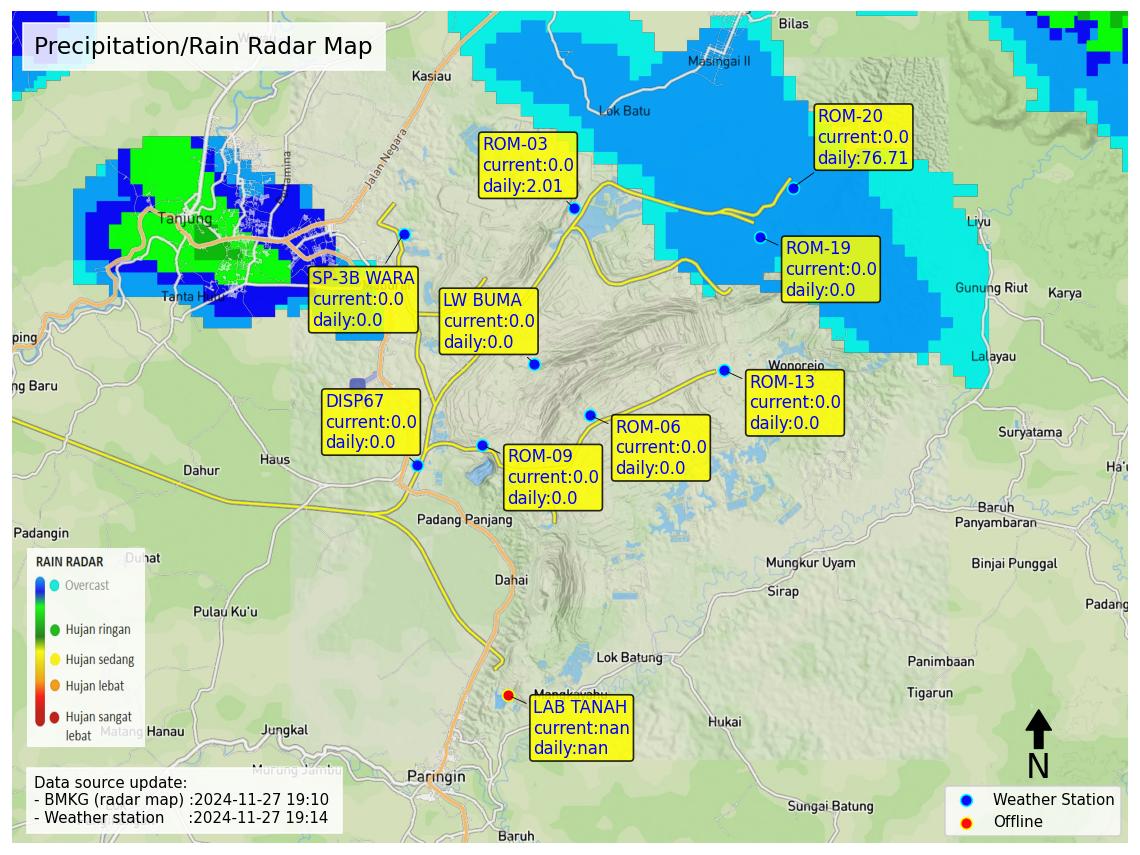 Precipitation/Rain Radar Map
Bilas
Masingai II
Kasiau
Lok Batu
Jalan Negara
ROM-20
current:0.0
daily:76.71
ROM-03
current:0.0
daily:2.01
Tanjung
Liyu
ROM-19
current:0.0
daily:0.0
SP-3B WARA
current:0.0
daily:0.0
LW BUMA
current:0.0
daily:0.0
Gunung Riut
Karya
ping
Lalayau
Wonorejo
ng Baru
ROM-13
current:0.0
daily:0.0
DISP67
current:0.0
daily:0.0
ROM-06
current:0.0
daily:0.0
Suryatama
Haus
Dahur
ROM-09
current:0.0
daily:0.0
Ha'u
Baruh
Panyambaran
Padang Panjang
Padangin
Duhat
Mungkur Uyam
Binjai Punggal
RAIN RADAR
Overcast
Hujan ringan
Hujan sedang
Hujan lebat
Hujan sangat
lebat
Dahai
Sirap
Padang
Pulau Ku'u
Lok Batung
Panimbaan
Tigarun
LAB TANAH
current:nan
daily:nan
Hukai
Matang Hanau
Jungkal
Murung Jambu
Paringin
N
Data source update:
- BMKG (radar map) :2024-11-27 19:10
- Weather station :2024-11-27 19:14
Weather Station
Offline
Sungai Batung
Baruh